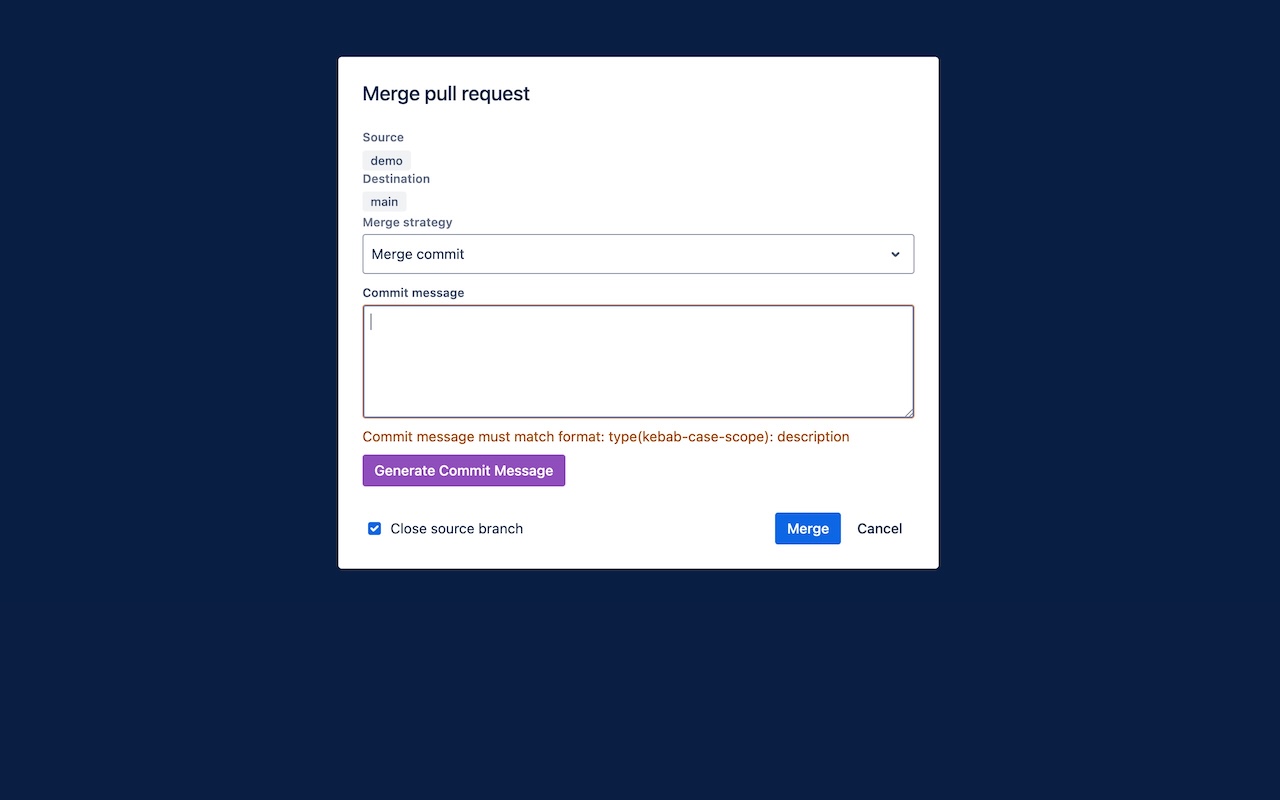 Merge pull request
Source
demo
Destination
main
Merge strategy
Merge commit
Commit message
Commit message must match format: type(kebab-case-scope): description
Generate Commit Message
Close source branch
Merge
Cancel